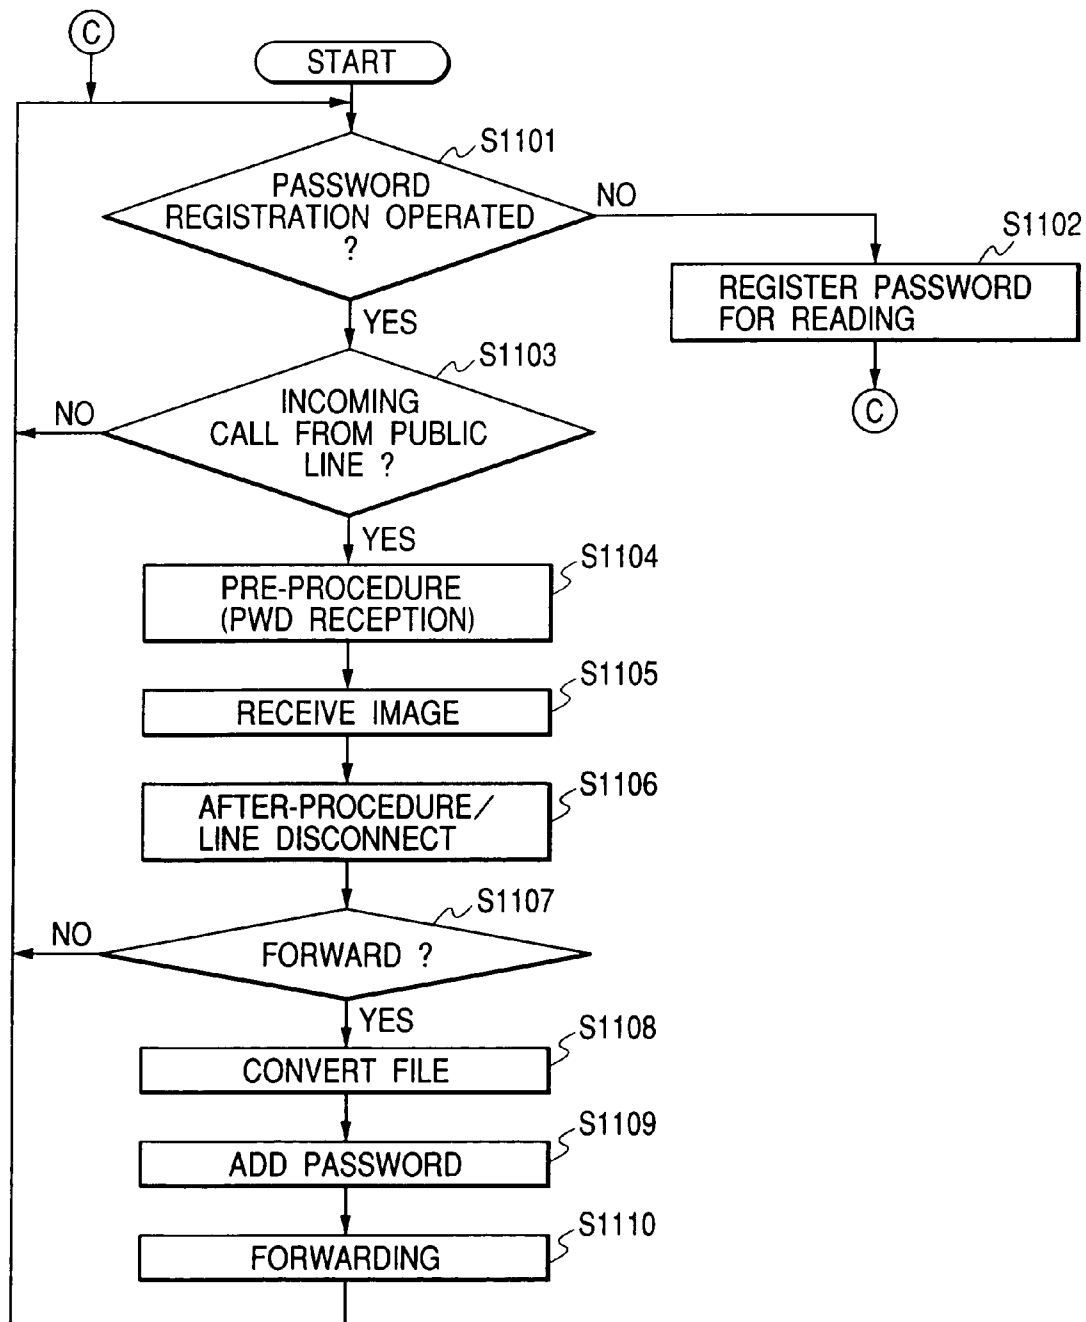 C
START
S1101
PASSWORD
REGISTRATION OPERATED
?
NO
S1102
REGISTER PASSWORD
FOR READING
C
YES
S1103
INCOMING
CALL FROM PUBLIC
LINE ?
NO
YES
S1104
PRE-PROCEDURE
(PWD RECEPTION)
S1105
RECEIVE IMAGE
S1106
AFTER-PROCEDURE/
LINE DISCONNECT
S1107
FORWARD ?
NO
YES
S1108
CONVERT FILE
S1109
ADD PASSWORD
S1110
FORWARDING